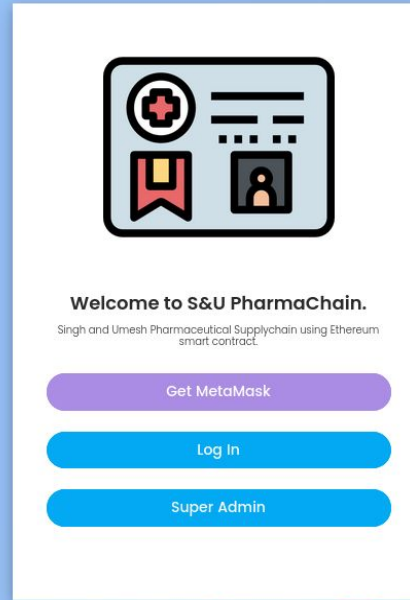 Welcome to S&U PharmaChain.
Singh and Umesh Pharmaceutical Supplychain using Ethereum
smart contract.
Get MetaMask
Log In
Super Admin